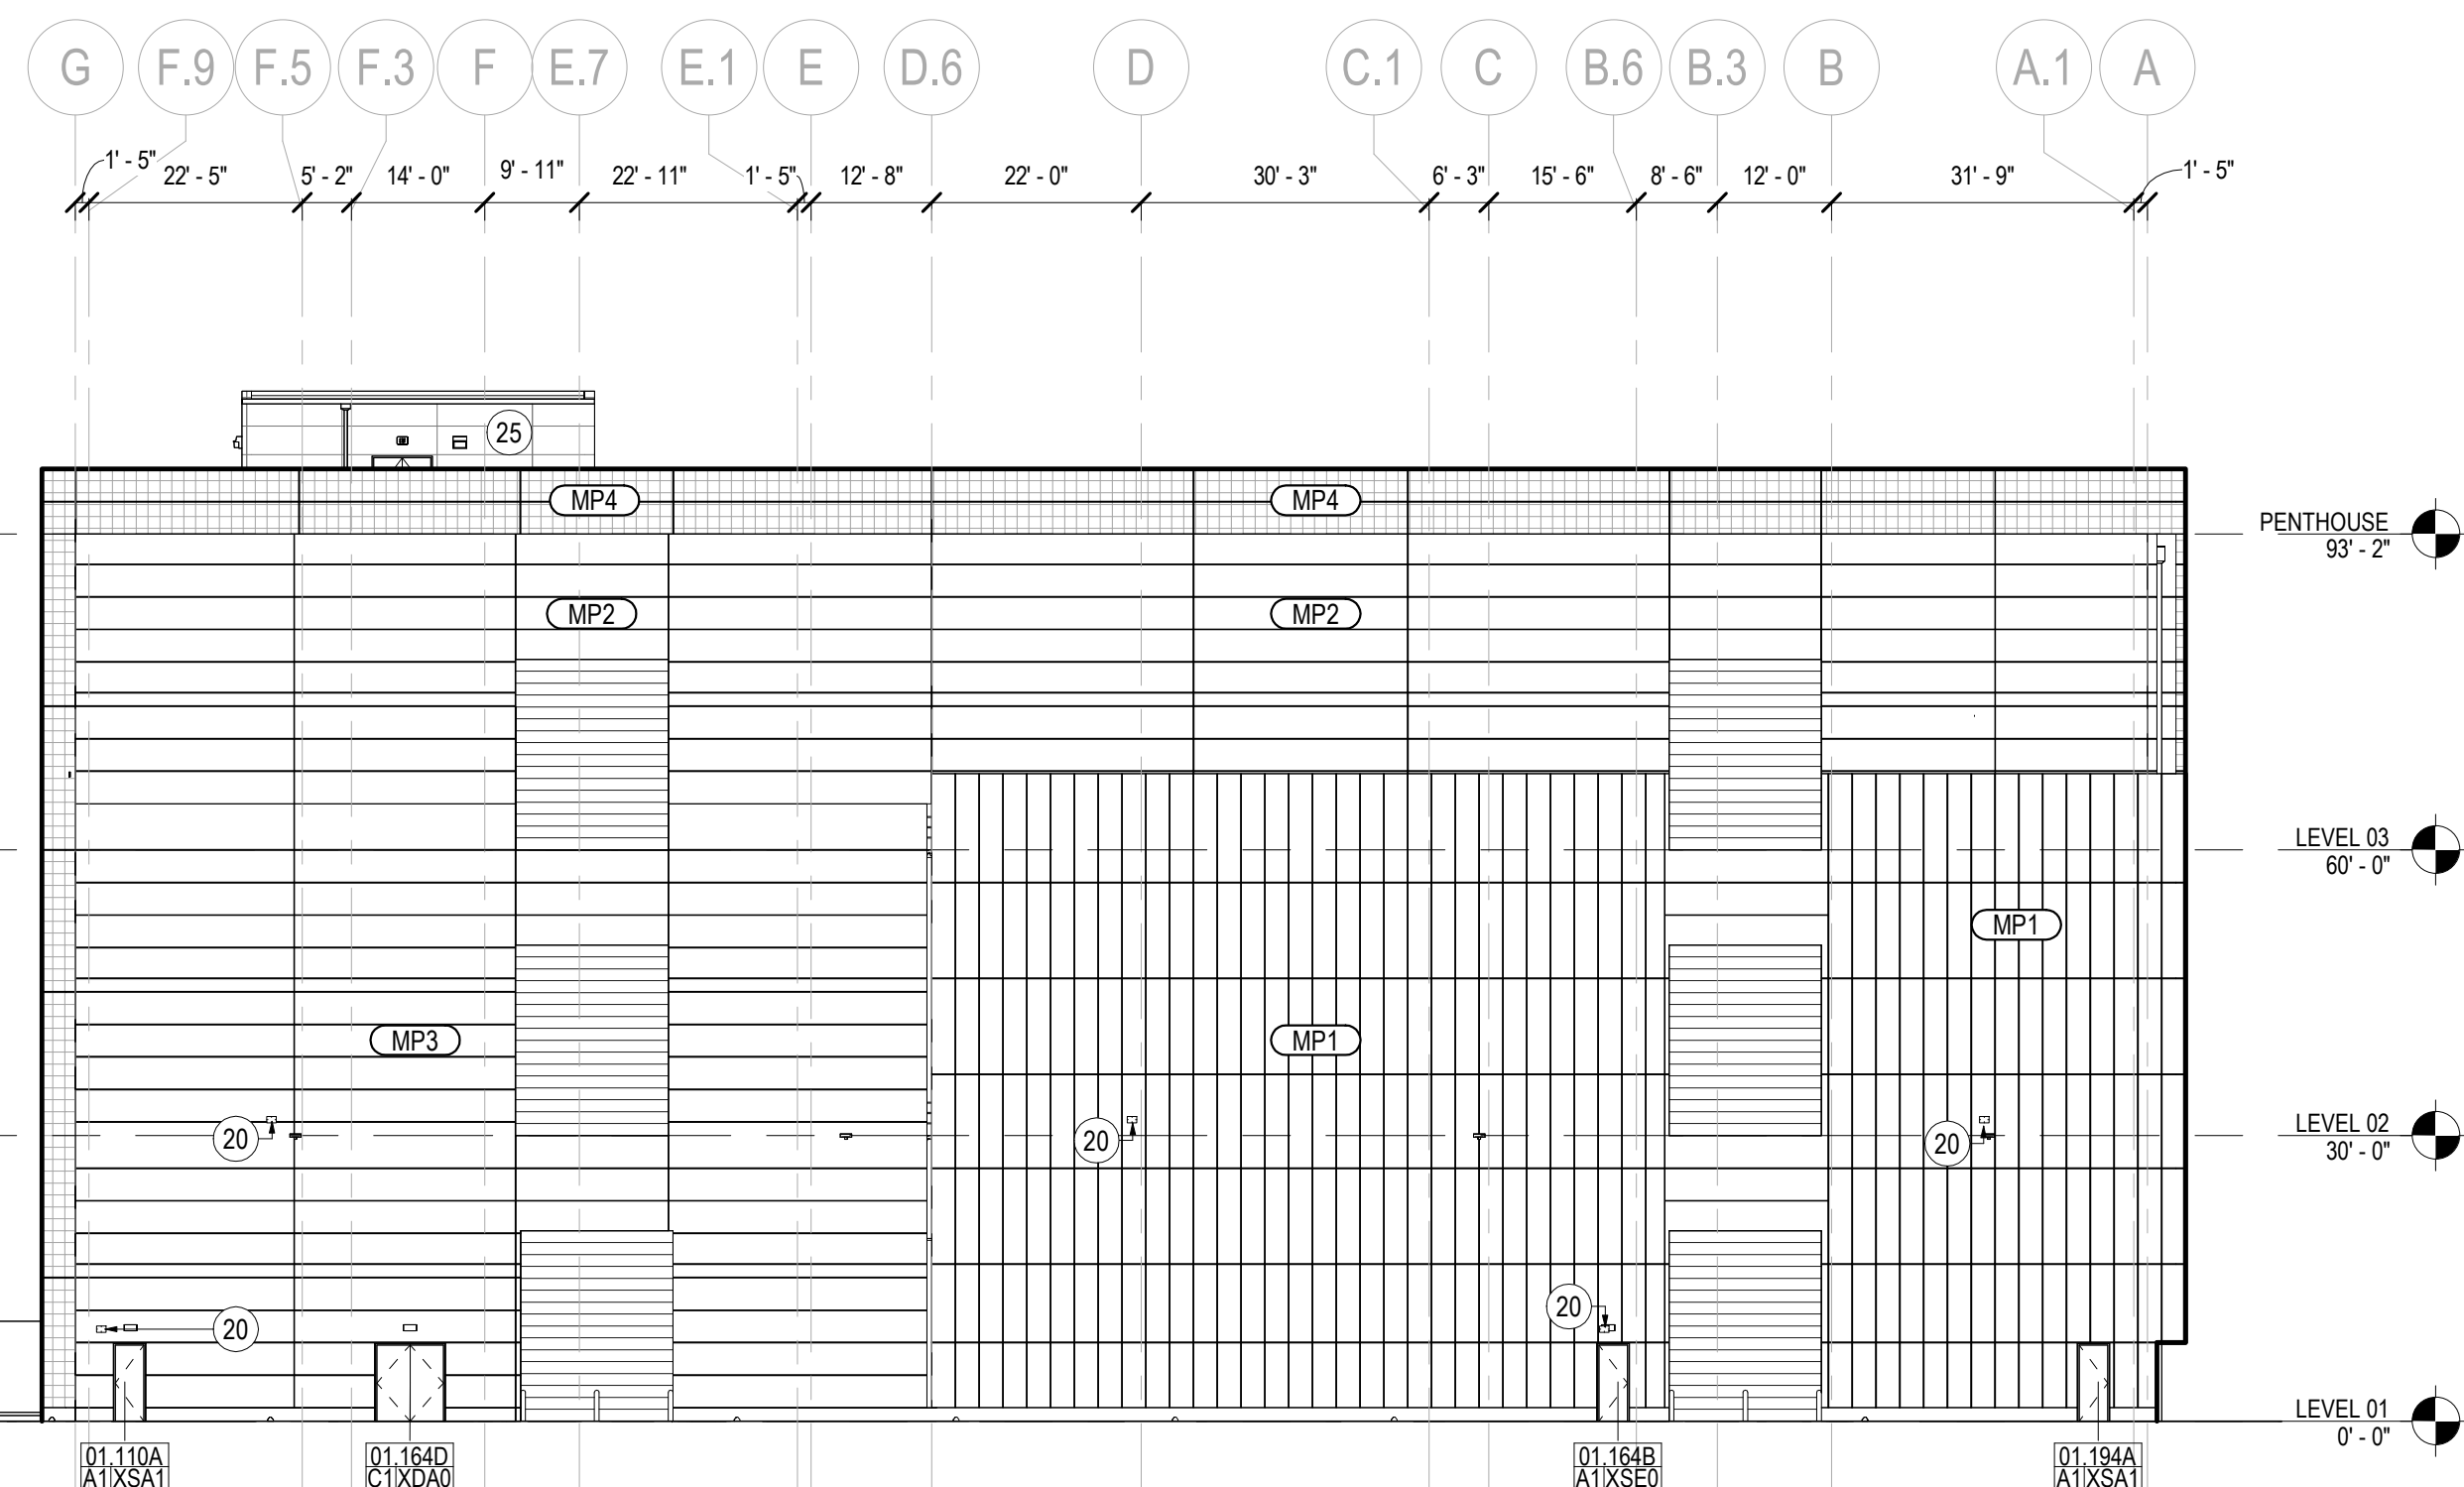 G F.9 F.5 F.3 F E.7 E.1 E D.6 D C.1 C B.6 B.3 B A.1 A
1' - 5" 22' - 5" 5' - 2" 14' - 0" 9' - 11" 22' - 11" 1' - 5" 12' - 8" 22' - 0" 30' - 3" 6' - 3" 15' - 6" 8' - 6" 12' - 0" 31' - 9" 1' - 5"
25
MP4 MP4
PENTHOUSE
93' - 2"
MP2 MP2
LEVEL 03
60' - 0"
MP1
MP3 MP1
LEVEL 02
30' - 0"
20 20 20
20 20
LEVEL 01
0' - 0"
01.110A 01.164D 01.164B 01.194A
A1 XSA1 C1 XDA0 A1 XSE0 A1 XSA1